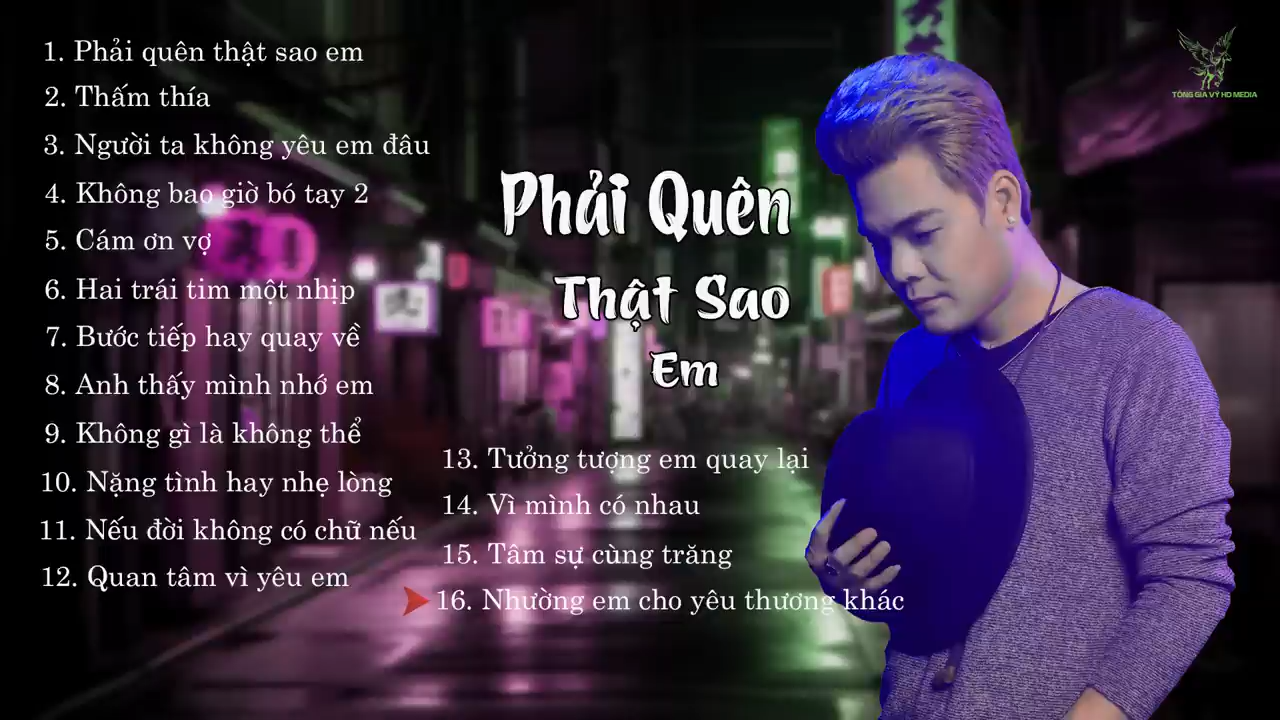 1. Phải quên thật sao em
2. Thấm thía
3. Người ta không yêu em đâu
4. Không bao giờ bó tay 2
5. Cám ơn vợ
6. Hai trái tim một nhịp
7. Bước tiếp hay quay về
8. Anh thấy mình nhớ em
9. Không gì là không thể
10. Nặng tình hay nhẹ lòng
11. Nếu đời không có chữ nếu
12. Quan tâm vì yêu em
Phải Quên
Thật Sao
Em
13. Tưởng tượng em quay lại
14. Vì mình có nhau
15. Tâm sự cùng trăng
16. Nhường em cho yêu thương khác
TỐNG GIA VỸ HD MEDIA